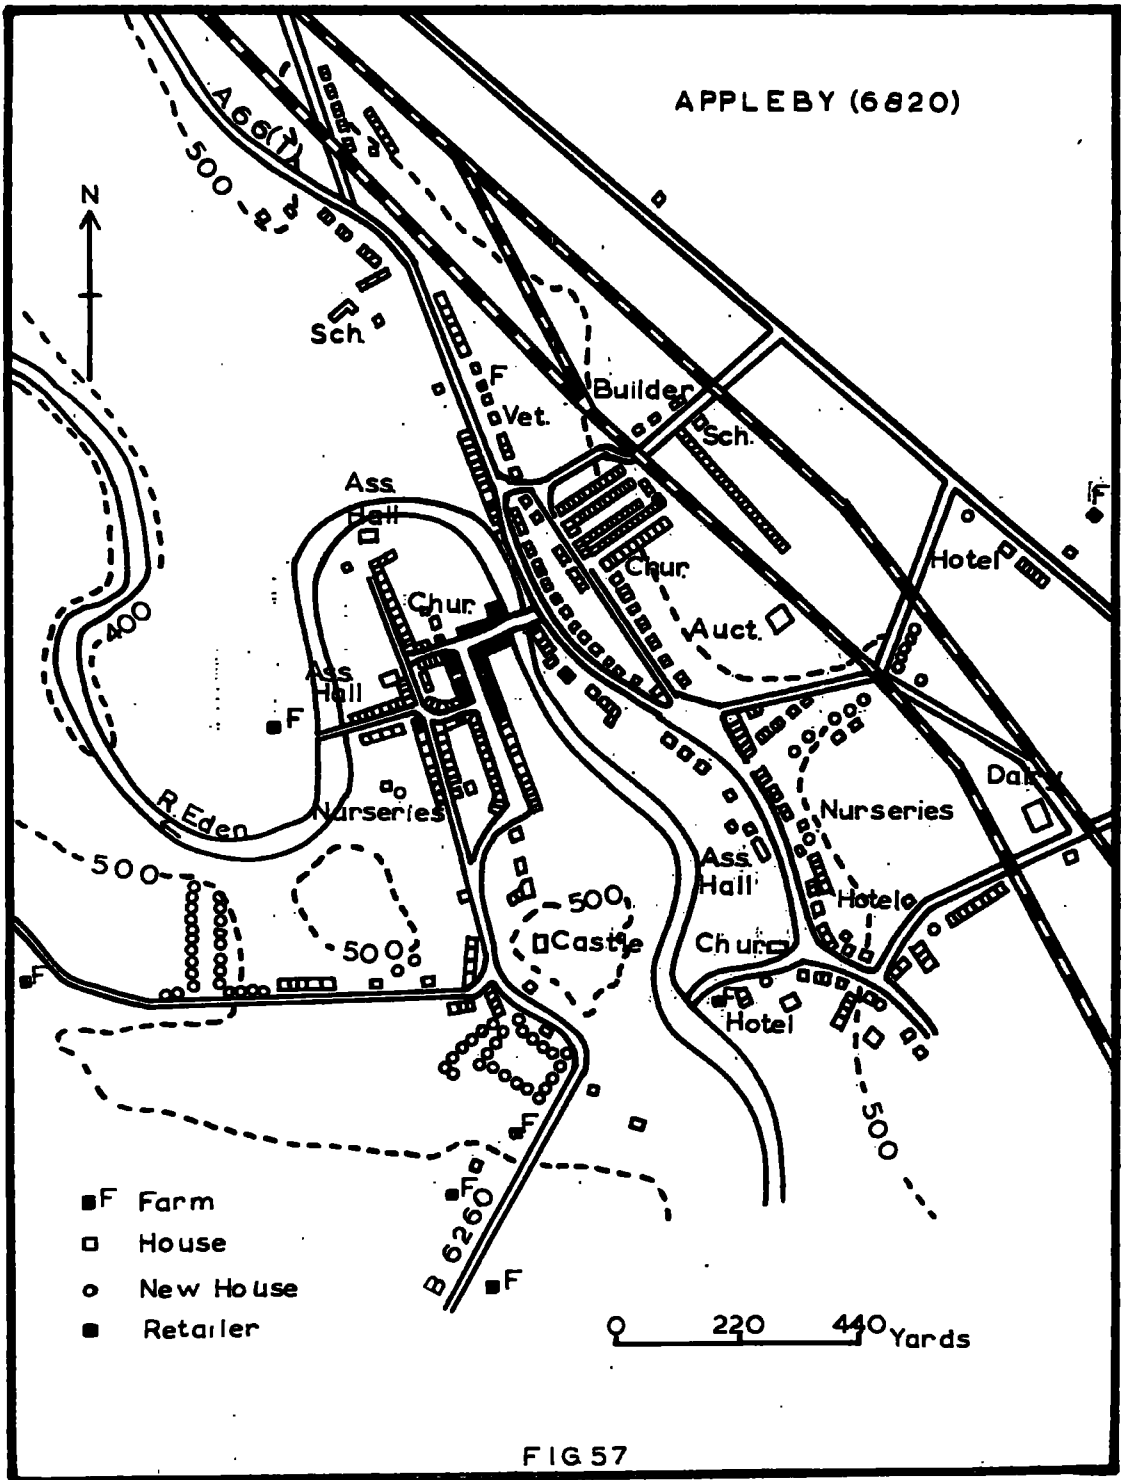 APPLEBY (6820)
A66(T)
500
N
Sch.
F
Builder
Vet.
Sch.
Ass.
Hall
F
Hotel
Chur.
Chur.
400
Auct.
Ass.
Hall
F
Dairy
R. Eden
Nurseries
Nurseries
500
Ass.
Hall
Hotel
500
500
Castle
Chur.
F
F
Hotel
500
F
F
B 6260
F
F Farm
House
New House
Retailer
0 220 440 Yards
FIG 57